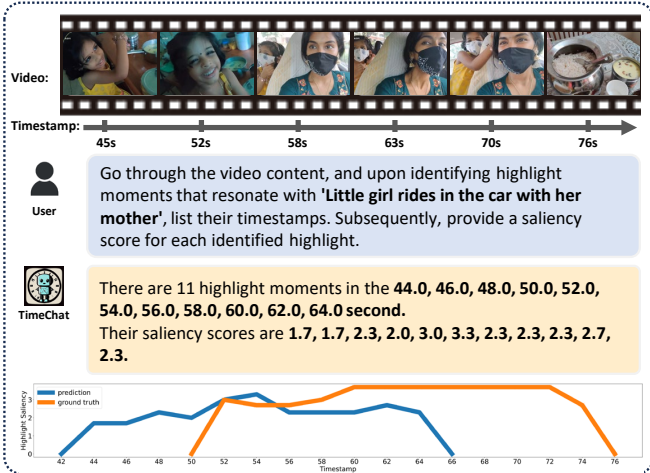 Video:
Timestamp:
45s 52s 58s 63s 70s 76s
User
Go through the video content, and upon identifying highlight
moments that resonate with 'Little girl rides in the car with her
mother', list their timestamps. Subsequently, provide a saliency
score for each identified highlight.
TimeChat
There are 11 highlight moments in the 44.0, 46.0, 48.0, 50.0, 52.0,
54.0, 56.0, 58.0, 60.0, 62.0, 64.0 second.
Their saliency scores are 1.7, 1.7, 2.3, 2.0, 3.0, 3.3, 2.3, 2.3, 2.3, 2.7,
2.3.
prediction
ground truth
Highlight Saliency
3
2
1
0
42 44 46 48 50 52 54 56 58 60 62 64 66 68 70 72 74 76
Timestamp